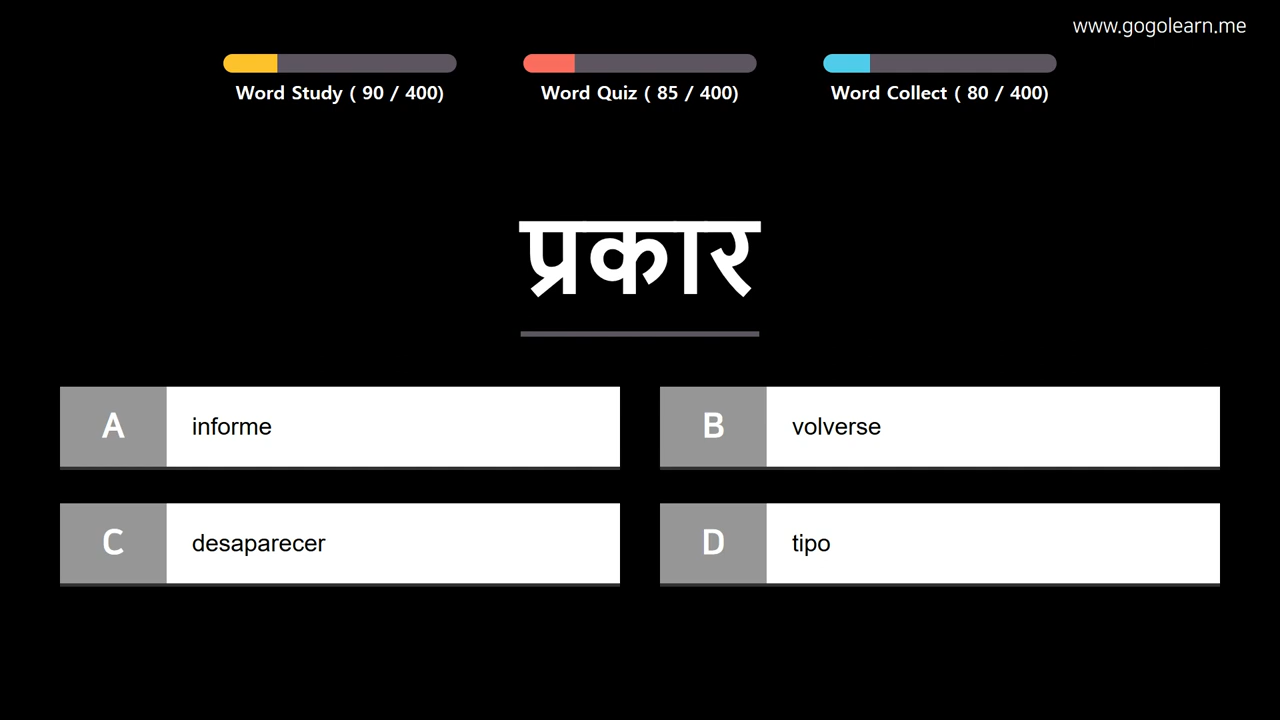 www.gogolearn.me
Word Study ( 90 / 400)
Word Quiz ( 85 / 400)
Word Collect ( 80 / 400)
प्रकार
A informe
B volverse
C desaparecer
D tipo